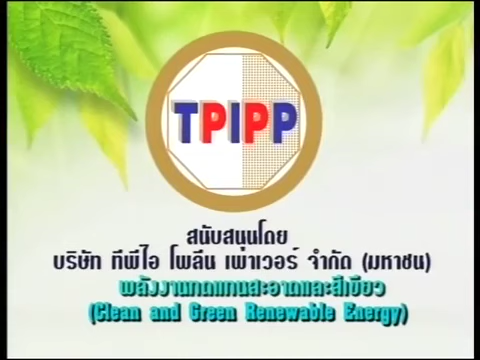 TPIPP
สนับสนุนโดย
บริษัท ทีพีไอ โพลีน เพาเวอร์ จำกัด (มหาชน)
พลังงานทดแทนสะอาดและสีเขียว
(Clean and Green Renewable Energy)